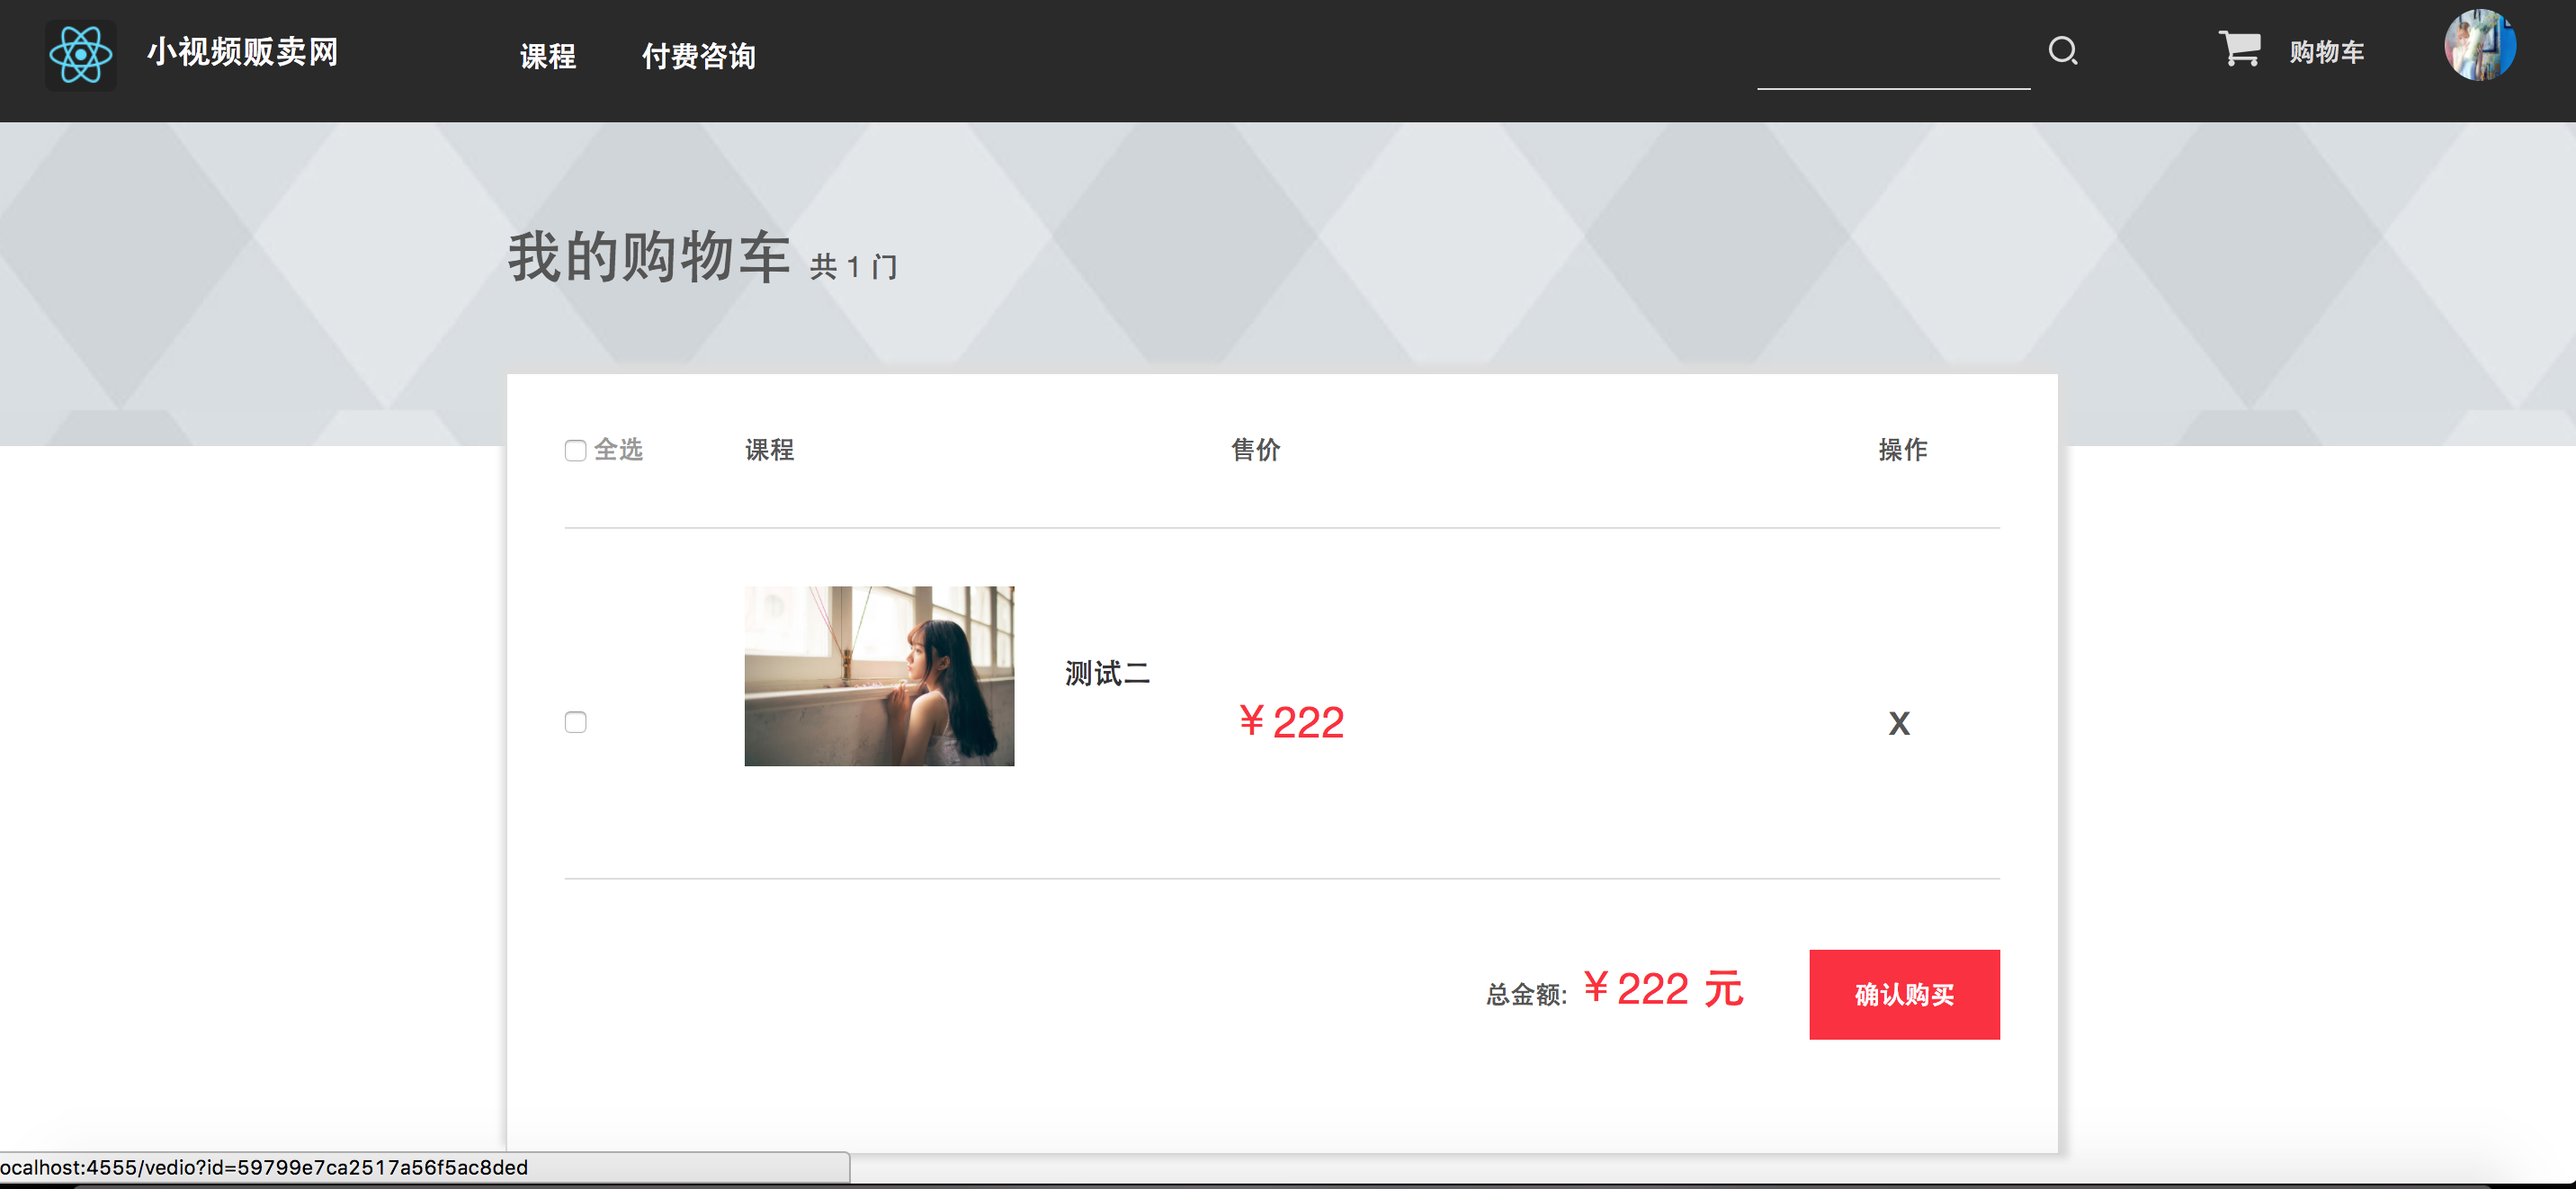 小视频贩卖网
课程
付费咨询
购物车
我的购物车 共 1 门
全选
课程
售价
操作
测试二
￥222
X
总金额: ￥222 元
确认购买
ocalhost:4555/vedio?id=59799e7ca2517a56f5ac8ded